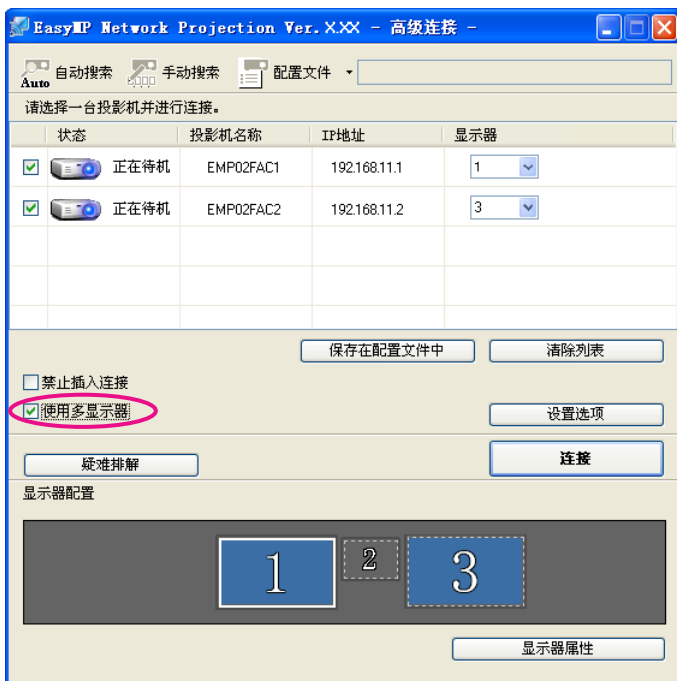 EasyMP Network Projection Ver.X.XX - 高级连接 -
Auto 自动搜索 手动搜索 配置文件
请选择一台投影机并进行连接。
状态 投影机名称 IP地址 显示器
正在待机 EMP02FAC1 192.168.11.1 1
正在待机 EMP02FAC2 192.168.11.2 3
保存在配置文件中 清除列表
禁止插入连接
使用多显示器 设置选项
疑难排解 连接
显示器配置
1 2 3
显示器属性